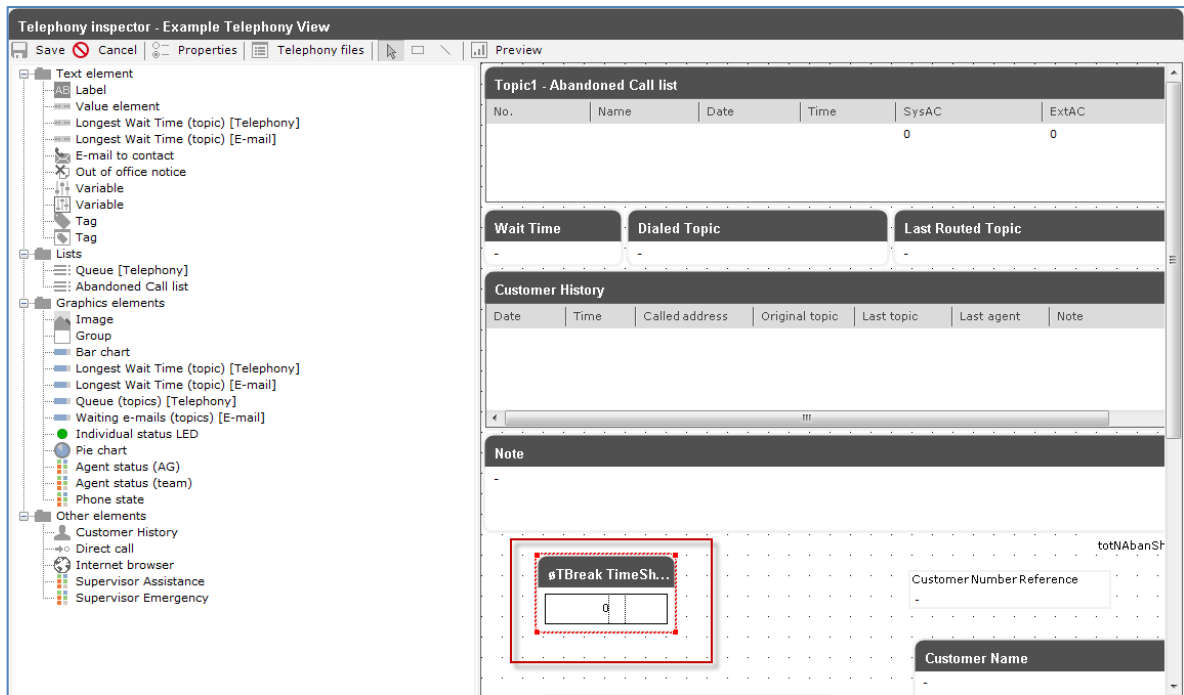 Telephony inspector - Example Telephony View
Save Cancel Properties Telephony files Preview
Text element
AB Label
Value element
Longest Wait Time (topic) [Telephony]
Longest Wait Time (topic) [E-mail]
E-mail to contact
Out of office notice
Variable
Variable
Tag
Tag
Lists
Queue [Telephony]
Abandoned Call list
Graphics elements
Image
Group
Bar chart
Longest Wait Time (topic) [Telephony]
Longest Wait Time (topic) [E-mail]
Queue (topics) [Telephony]
Waiting e-mails (topics) [E-mail]
Individual status LED
Pie chart
Agent status (AG)
Agent status (team)
Phone state
Other elements
Customer History
Direct call
Internet browser
Supervisor Assistance
Supervisor Emergency
Topic1 - Abandoned Call list
No. Name Date Time SysAC ExtAC
0 0
Wait Time Dialed Topic Last Routed Topic
- - -
Customer History
Date Time Called address Original topic Last topic Last agent Note
Note
-
totNAbanSh
øTBreak TimeSh...
0
Customer Number Reference
-
Customer Name
-